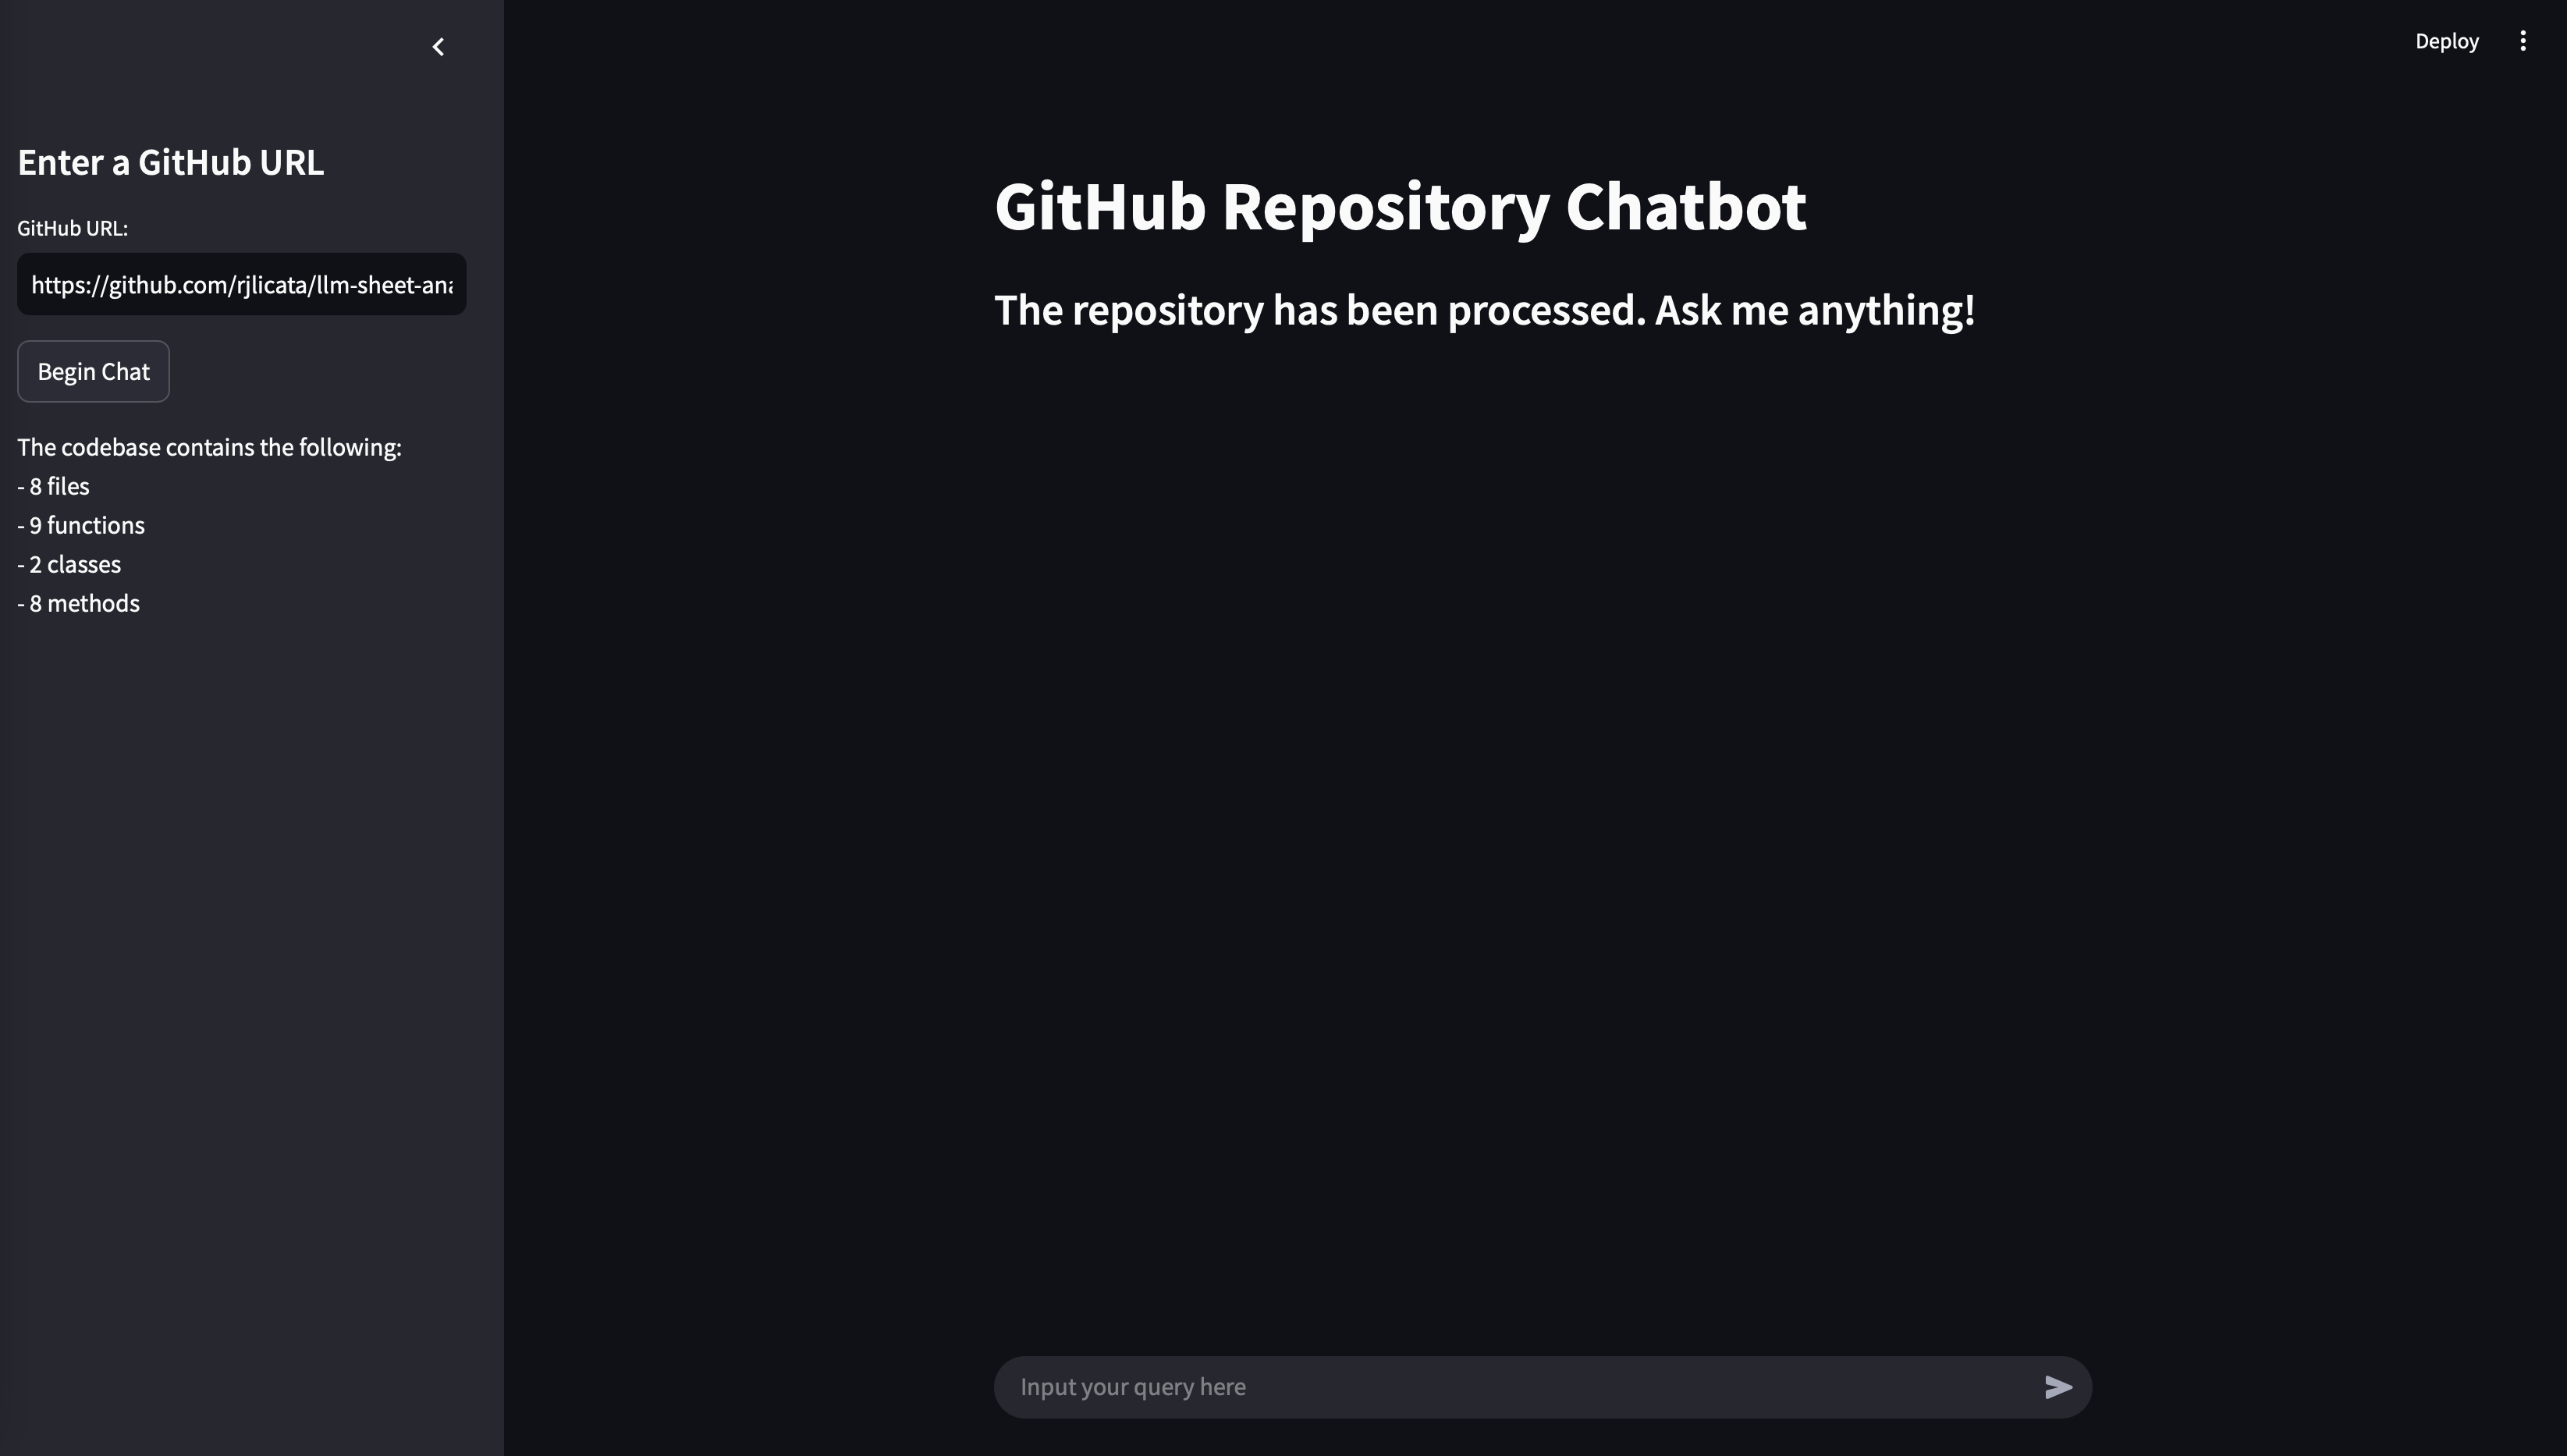 Deploy
Enter a GitHub URL
GitHub URL:
https://github.com/rjlicata/llm-sheet-ana
Begin Chat
The codebase contains the following:
- 8 files
- 9 functions
- 2 classes
- 8 methods
GitHub Repository Chatbot
The repository has been processed. Ask me anything!
Input your query here